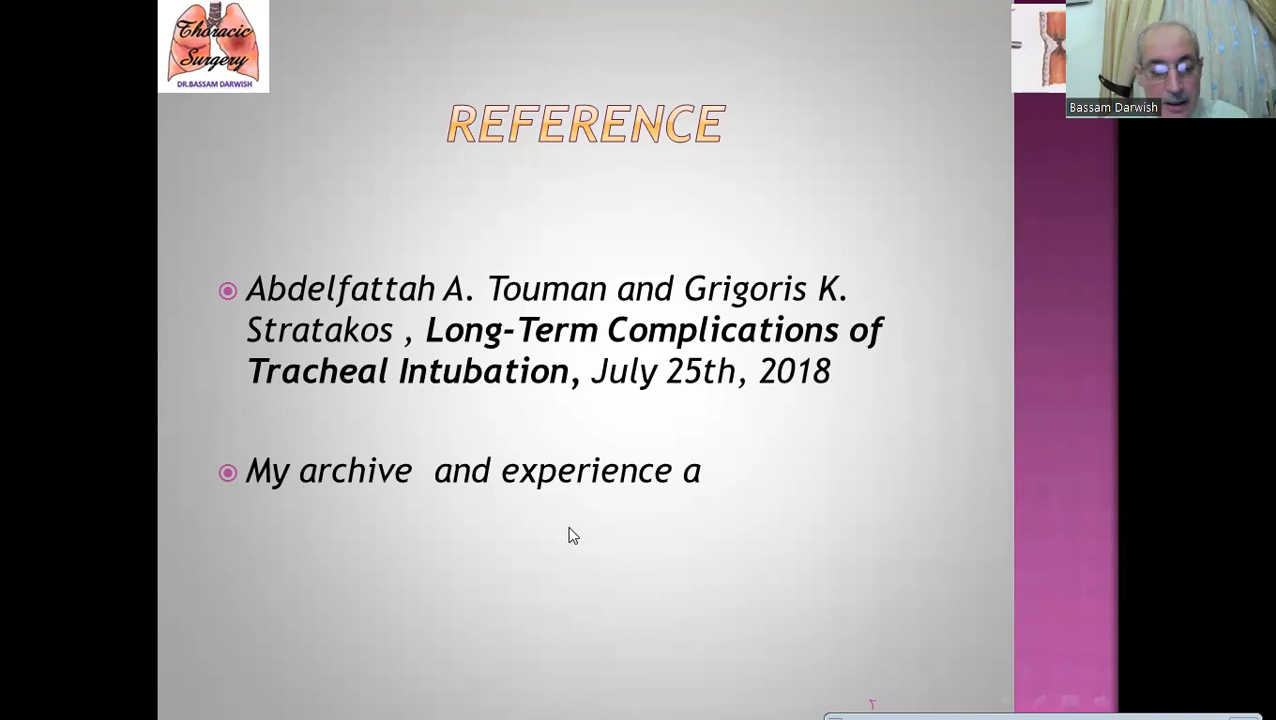 Thoracic
Surgery
DR.BASSAM DARWISH
Bassam Darwish
REFERENCE
Abdelfattah A. Touman and Grigoris K.
Stratakos , Long-Term Complications of
Tracheal Intubation, July 25th, 2018
My archive and experience a
٢